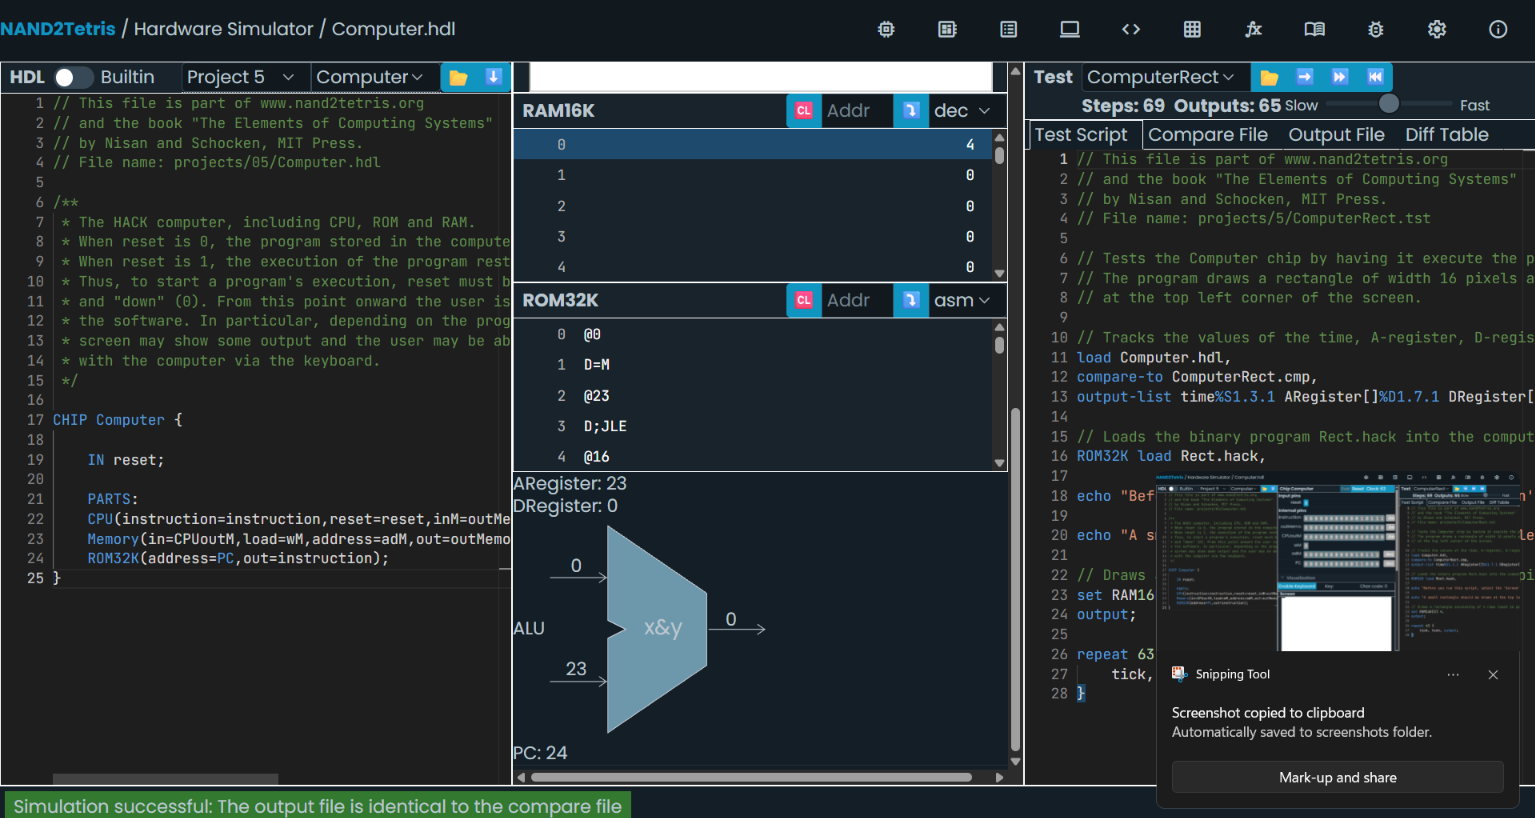 NAND2Tetris / Hardware Simulator / Computer.hdl
HDL Builtin Project 5 Computer
1 // This file is part of www.nand2tetris.org
2 // and the book "The Elements of Computing Systems"
3 // by Nisan and Schocken, MIT Press.
4 // File name: projects/05/Computer.hdl
5
6 /**
7 * The HACK computer, including CPU, ROM and RAM.
8 * When reset is 0, the program stored in the compute
9 * When reset is 1, the execution of the program rest
10 * Thus, to start a program's execution, reset must b
11 * and "down" (0). From this point onward the user is
12 * the software. In particular, depending on the prog
13 * screen may show some output and the user may be ab
14 * with the computer via the keyboard.
15 */
16
17 CHIP Computer {
18
19 IN reset;
20
21 PARTS:
22 CPU(instruction=instruction,reset=reset,inM=outMe
23 Memory(in=CPUoutM,load=wM,address=adM,out=outMemo
24 ROM32K(address=PC,out=instruction);
25 }
RAM16K CL Addr dec
0 4
1 0
2 0
3 0
4 0
ROM32K CL Addr asm
0 @0
1 D=M
2 @23
3 D;JLE
4 @16
ARegister: 23
DRegister: 0
0
ALU x&y 0
23
PC: 24
Test ComputerRect
Steps: 69 Outputs: 65 Slow Fast
Test Script Compare File Output File Diff Table
1 // This file is part of www.nand2tetris.org
2 // and the book "The Elements of Computing Systems"
3 // by Nisan and Schocken, MIT Press.
4 // File name: projects/5/ComputerRect.tst
5
6 // Tests the Computer chip by having it execute the p
7 // The program draws a rectangle of width 16 pixels a
8 // at the top left corner of the screen.
9
10 // Tracks the values of the time, A-register, D-regis
11 load Computer.hdl,
12 compare-to ComputerRect.cmp,
13 output-list time%S1.3.1 ARegister[]%D1.7.1 DRegister[
14
15 // Loads the binary program Rect.hack into the comput
16 ROM32K load Rect.hack,
17
18 echo "Bef
19
20 echo "A s
21
22 // Draws
23 set RAM16
24 output;
25
26 repeat 63
27 tick,
28 }
Snipping Tool
Screenshot copied to clipboard
Automatically saved to screenshots folder.
Mark-up and share
Simulation successful: The output file is identical to the compare file